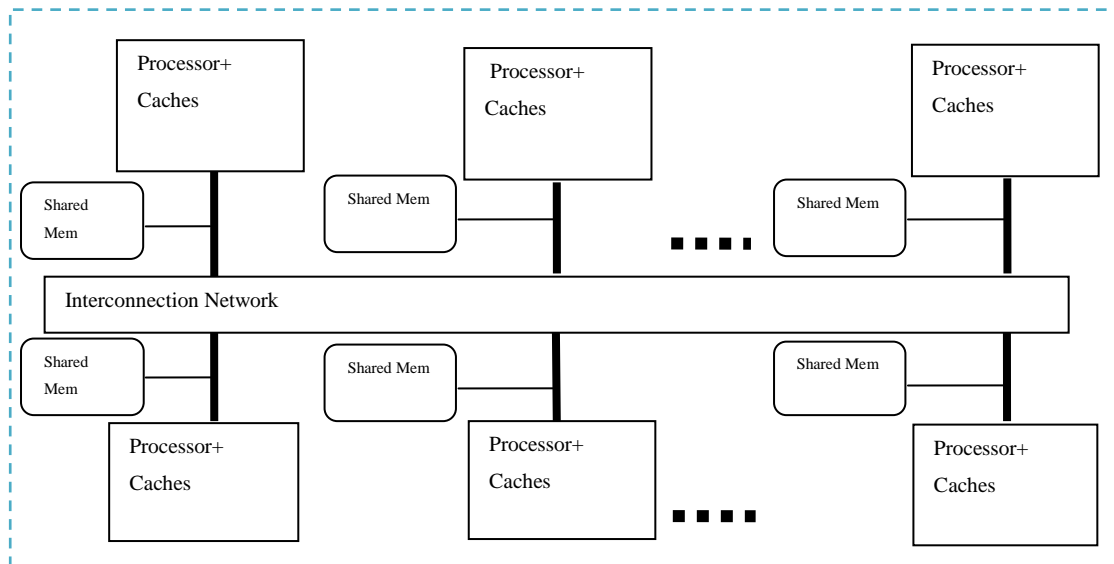 Processor+
Caches
Processor+
Caches
Processor+
Caches
Shared
Mem
Shared Mem
Shared Mem
Interconnection Network
Shared
Mem
Shared Mem
Shared Mem
Processor+
Caches
Processor+
Caches
Processor+
Caches